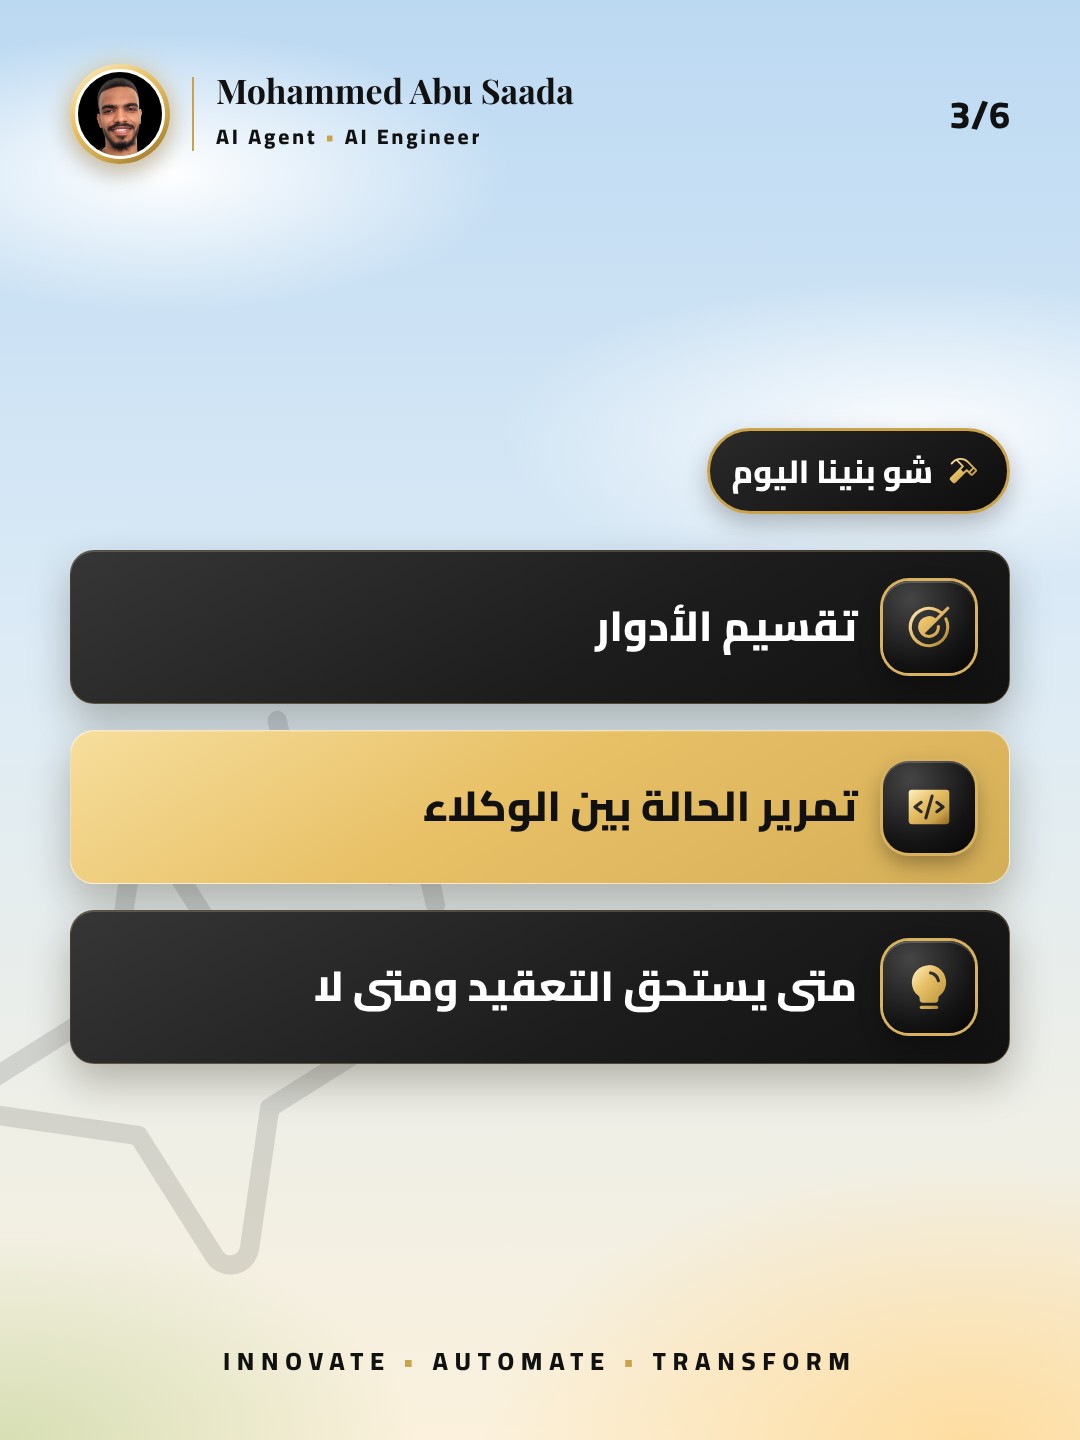 Mohammed Abu Saada
AI Agent ▪ AI Engineer
3/6
شو بنينا اليوم
تقسيم الأدوار
تمرير الحالة بين الوكلاء
متى يستحق التعقيد ومتى لا
INNOVATE ▪ AUTOMATE ▪ TRANSFORM